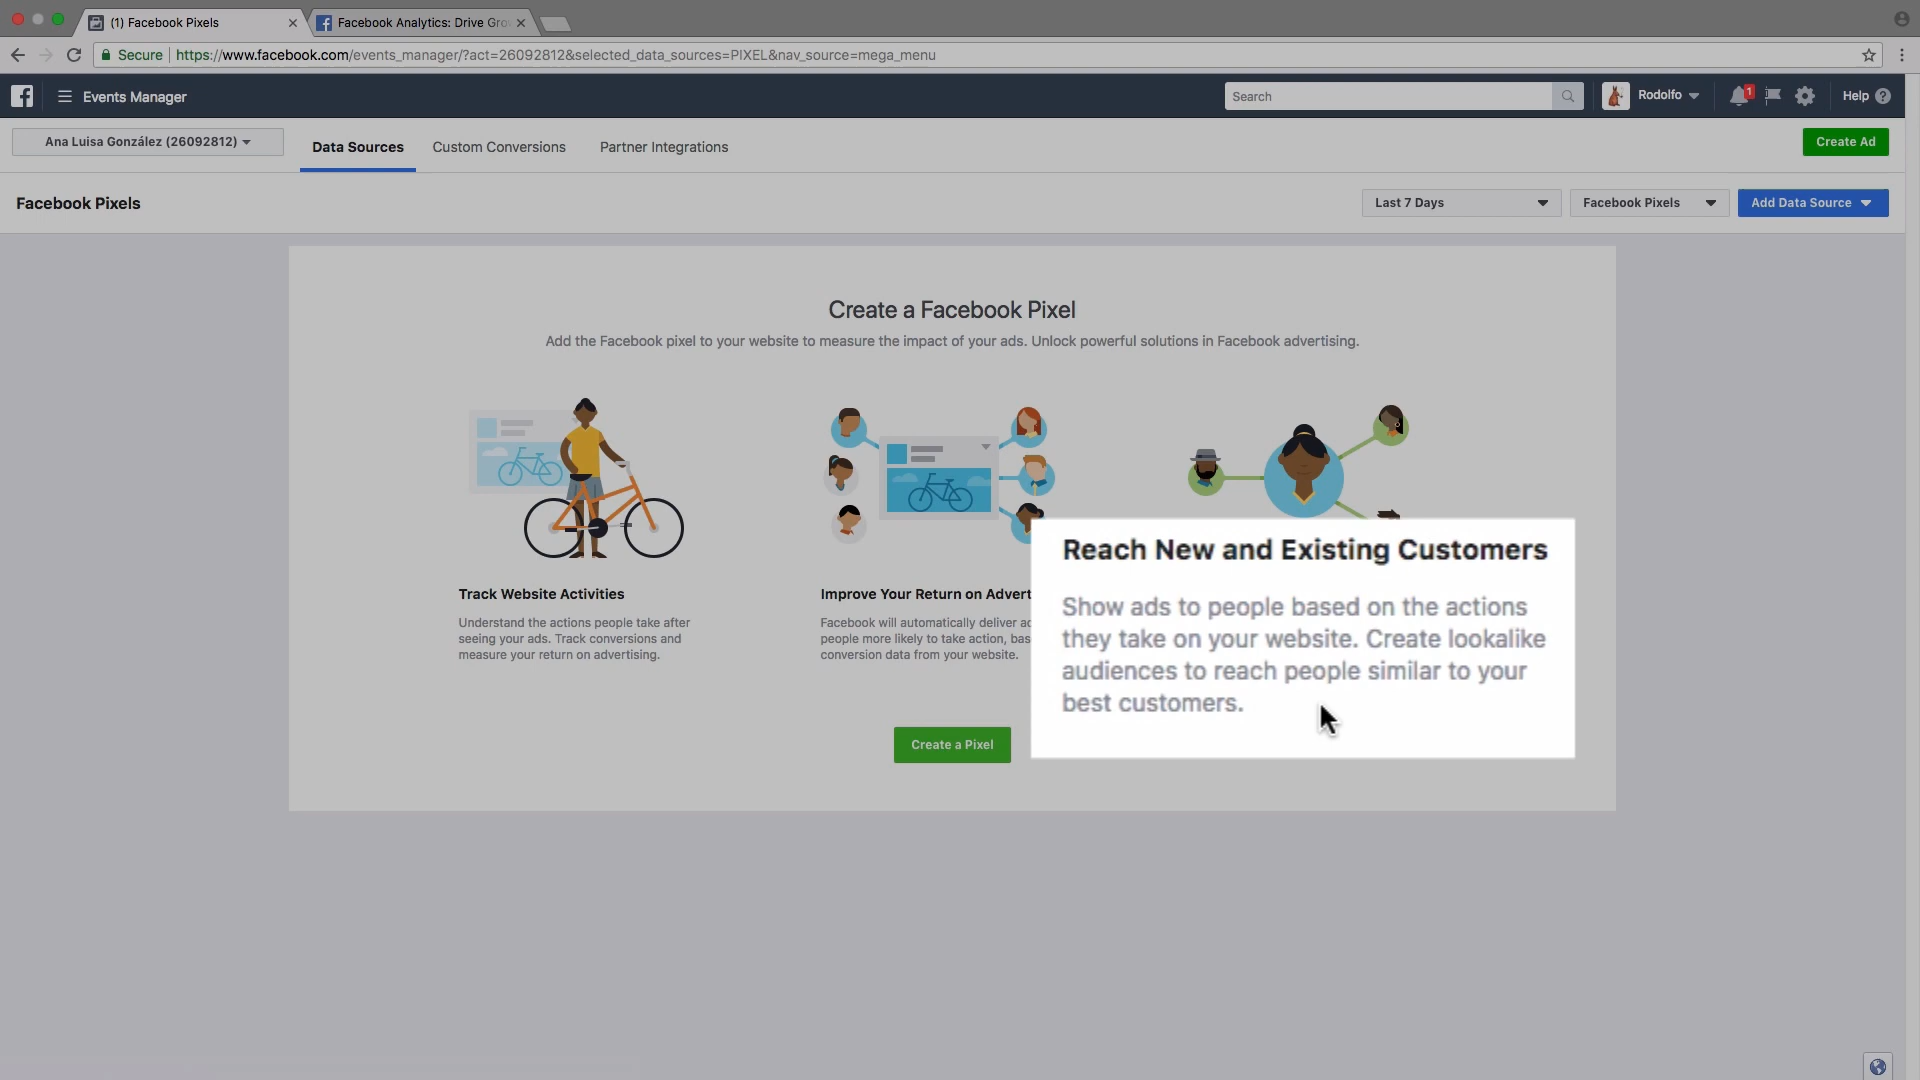 (1) Facebook Pixels
Facebook Analytics: Drive Gro
Secure https://www.facebook.com/events_manager/?act=26092812&selected_data_sources=PIXEL&nav_source=mega_menu
Events Manager
Search
Rodolfo
1
Help ?
Ana Luisa González (26092812)
Data Sources
Custom Conversions
Partner Integrations
Create Ad
Facebook Pixels
Last 7 Days
Facebook Pixels
Add Data Source
Create a Facebook Pixel
Add the Facebook pixel to your website to measure the impact of your ads. Unlock powerful solutions in Facebook advertising.
Track Website Activities
Understand the actions people take after
seeing your ads. Track conversions and
measure your return on advertising.
Improve Your Return on Advert
Facebook will automatically deliver ad
people more likely to take action, bas
conversion data from your website.
Reach New and Existing Customers
Show ads to people based on the actions
they take on your website. Create lookalike
audiences to reach people similar to your
best customers.
Create a Pixel